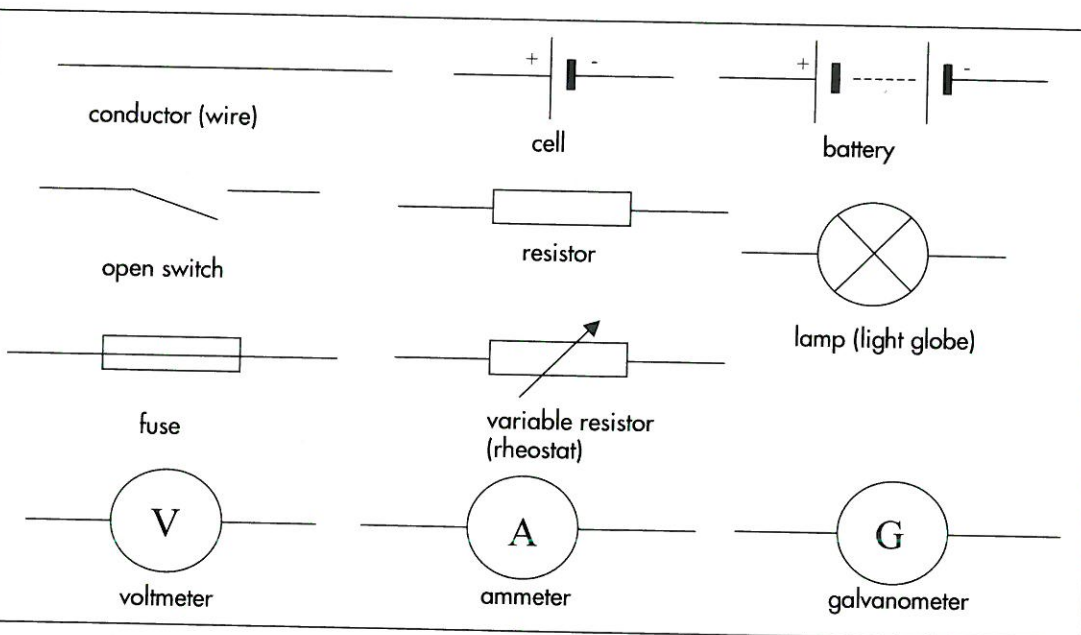 + -
+ -
conductor (wire)
cell
battery
open switch
resistor
lamp (light globe)
fuse
variable resistor
(rheostat)
V
A
G
voltmeter
ammeter
galvanometer